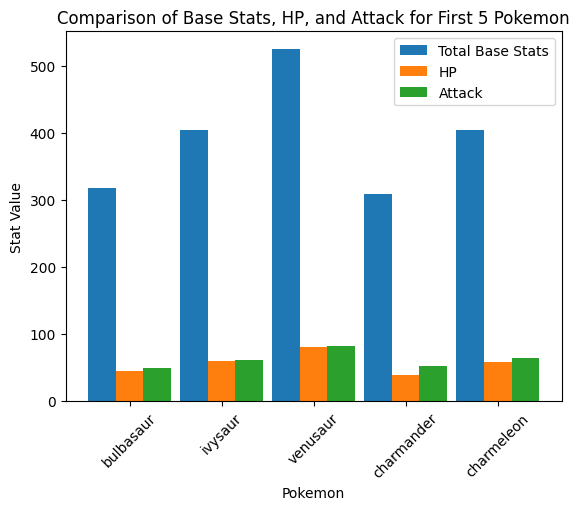 Comparison of Base Stats, HP, and Attack for First 5 Pokemon
Total Base Stats
HP
Attack
Stat Value
500
400
300
200
100
0
bulbasaur
ivysaur
venusaur
charmander
charmeleon
Pokemon